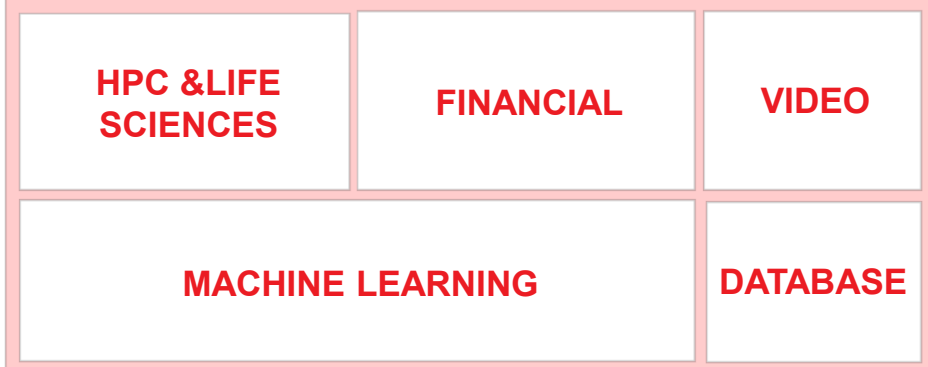 HPC &LIFE
SCIENCES
FINANCIAL
VIDEO
MACHINE LEARNING
DATABASE